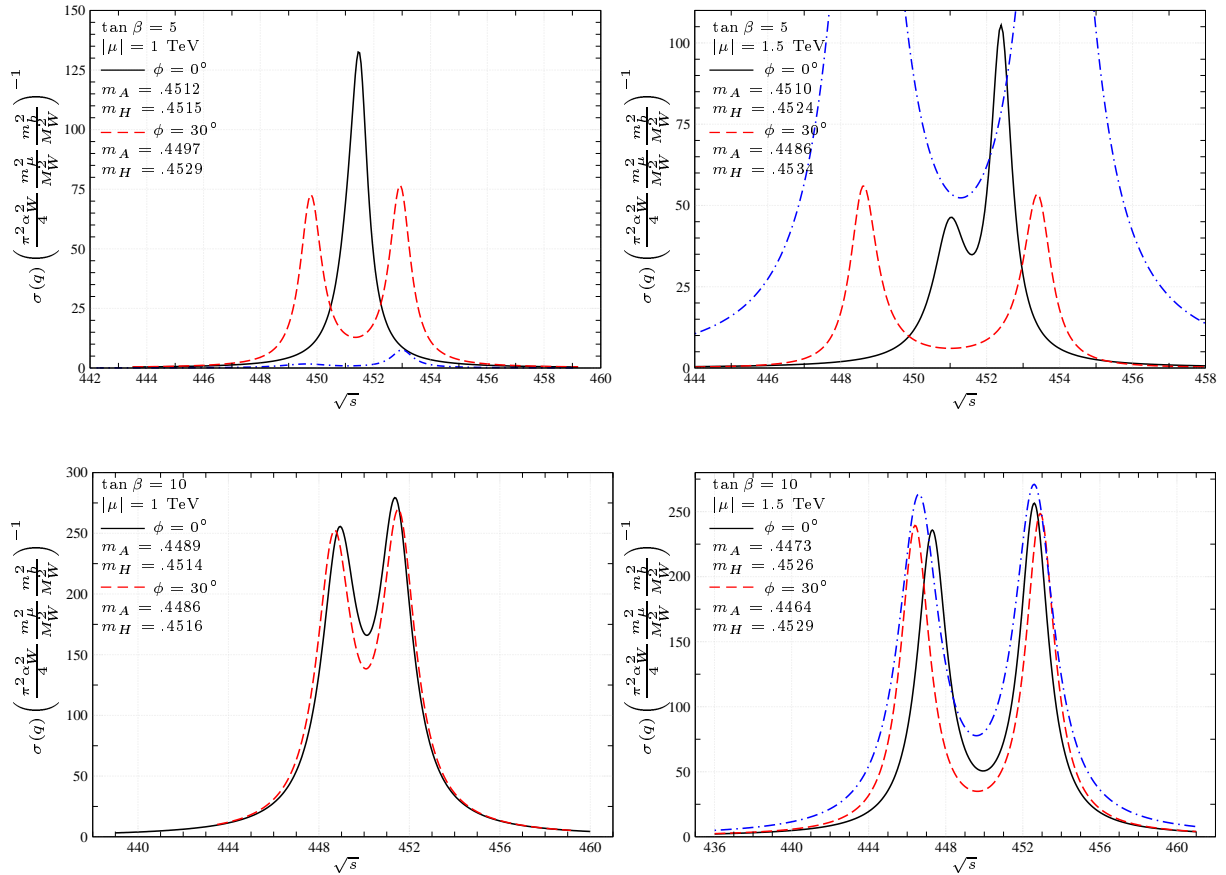 tan β = 5
|μ| = 1 TeV
φ = 0°
m_A = .4512
m_H = .4515
φ = 30°
m_A = .4497
m_H = .4529
150
125
100
75
50
25
0
442 444 446 448 450 452 454 456 458 460
√s
σ(q) (π²α²_W/4 m²_μ/M²_W m²_b/M²_W)⁻¹
tan β = 5
|μ| = 1.5 TeV
φ = 0°
m_A = .4510
m_H = .4524
φ = 30°
m_A = .4486
m_H = .4534
100
75
50
25
0
444 446 448 450 452 454 456 458
√s
σ(q) (π²α²_W/4 m²_μ/M²_W m²_b/M²_W)⁻¹
tan β = 10
|μ| = 1 TeV
φ = 0°
m_A = .4489
m_H = .4514
φ = 30°
m_A = .4486
m_H = .4516
300
250
200
150
100
50
0
440 444 448 452 456 460
√s
σ(q) (π²α²_W/4 m²_μ/M²_W m²_b/M²_W)⁻¹
tan β = 10
|μ| = 1.5 TeV
φ = 0°
m_A = .4473
m_H = .4526
φ = 30°
m_A = .4464
m_H = .4529
250
200
150
100
50
0
436 440 444 448 452 456 460
√s
σ(q) (π²α²_W/4 m²_μ/M²_W m²_b/M²_W)⁻¹